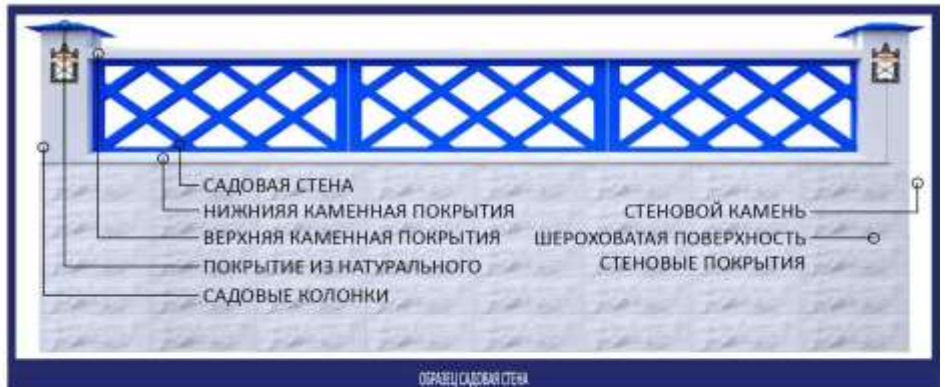 САДОВАЯ СТЕНА
НИЖНИЯЯ КАМЕННАЯ ПОКРЫТИЯ
ВЕРХНЯЯ КАМЕННАЯ ПОКРЫТИЯ
ПОКРЫТИЕ ИЗ НАТУРАЛЬНОГО
САДОВЫЕ КОЛОНКИ
СТЕНОВОЙ КАМЕНЬ
ШЕРОХОВАТАЯ ПОВЕРХНОСТЬ
СТЕНОВЫЕ ПОКРЫТИЯ
ОБРАЗЕЦ САДОВАЯ СТЕНА